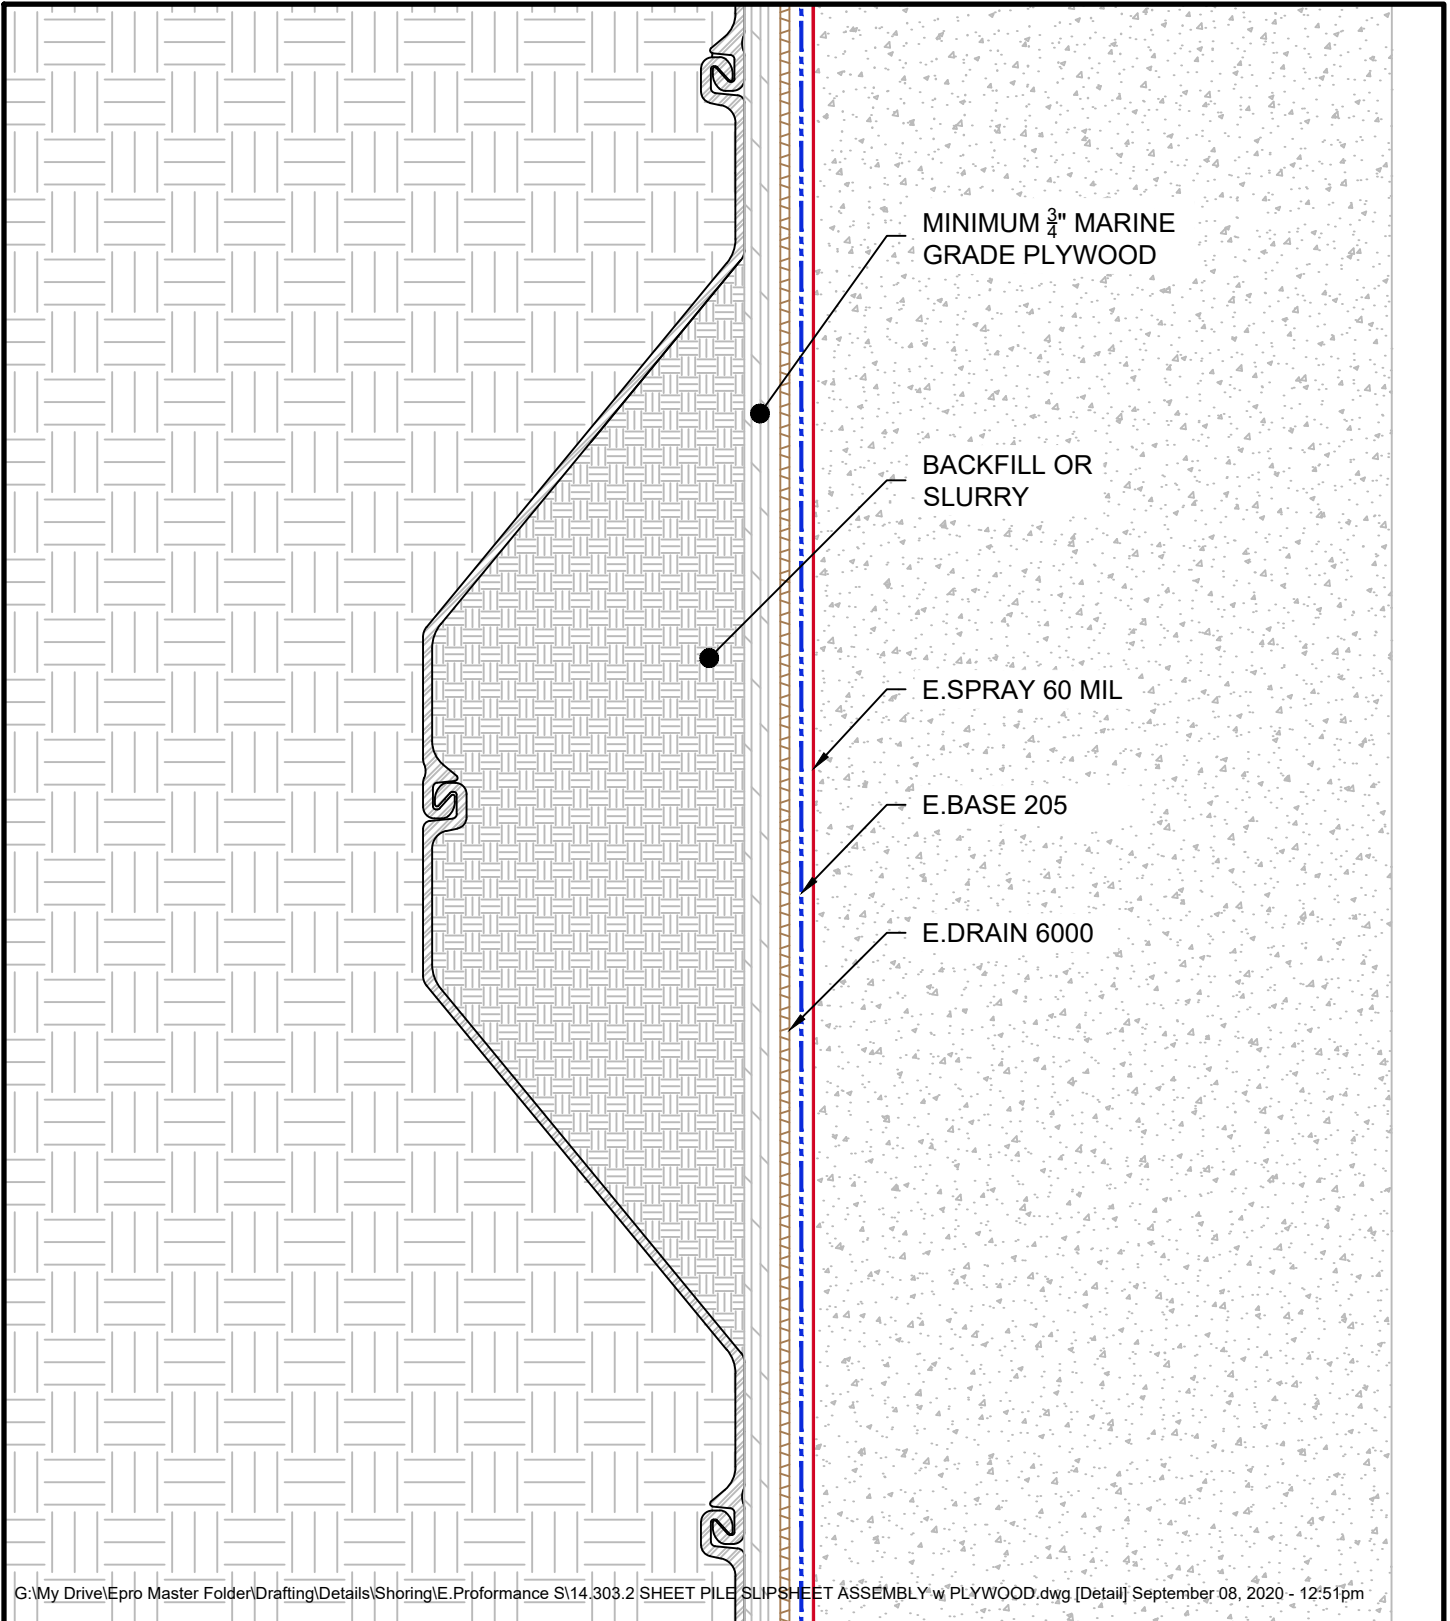 MINIMUM 3/4" MARINE
GRADE PLYWOOD
BACKFILL OR
SLURRY
E.SPRAY 60 MIL
E.BASE 205
E.DRAIN 6000
G:\My Drive\Epro Master Folder\Drafting\Details\Shoring\E.Proformance S\14.303.2 SHEET PILE SLIPSHEET ASSEMBLY w PLYWOOD.dwg [Detail] September 08, 2020 - 12:51pm